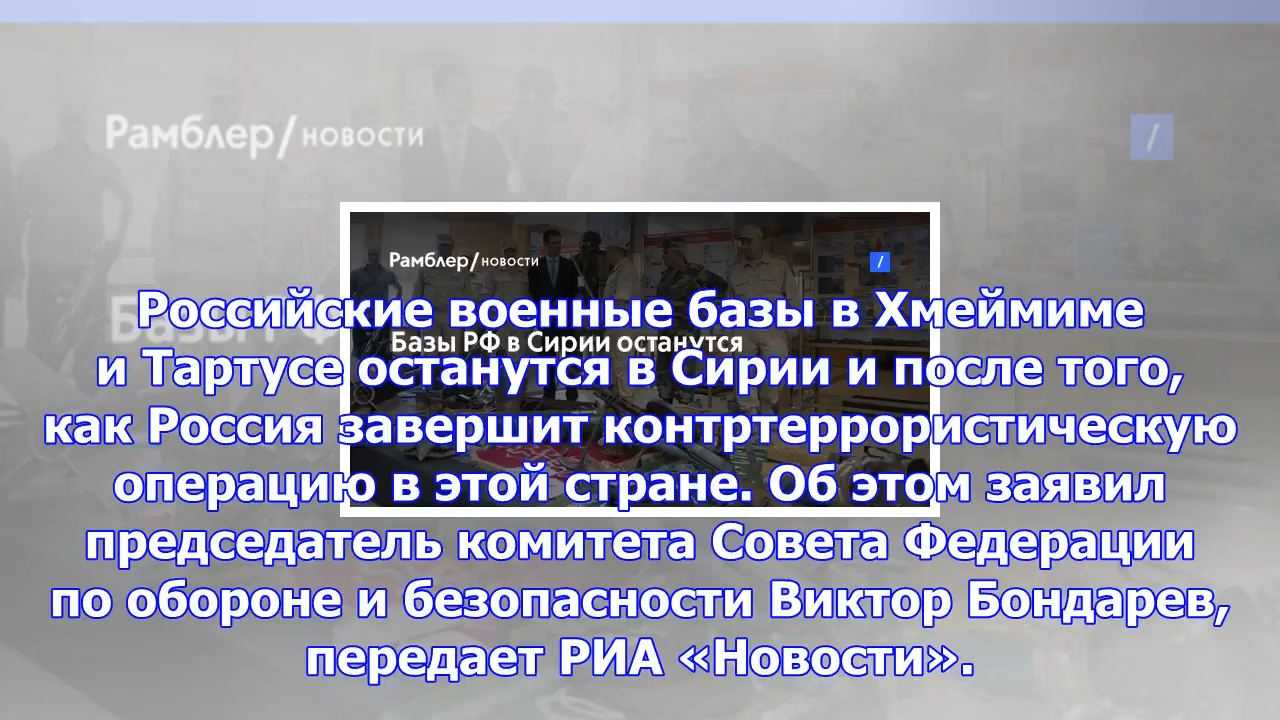 Рамблер/новости
/
Рамблер/новости
/
Базы РФ
Базы РФ в Сирии останутся
Российские военные базы в Хмеймиме
и Тартусе останутся в Сирии и после того,
как Россия завершит контртеррористическую
операцию в этой стране. Об этом заявил
председатель комитета Совета Федерации
по обороне и безопасности Виктор Бондарев,
передает РИА «Новости».